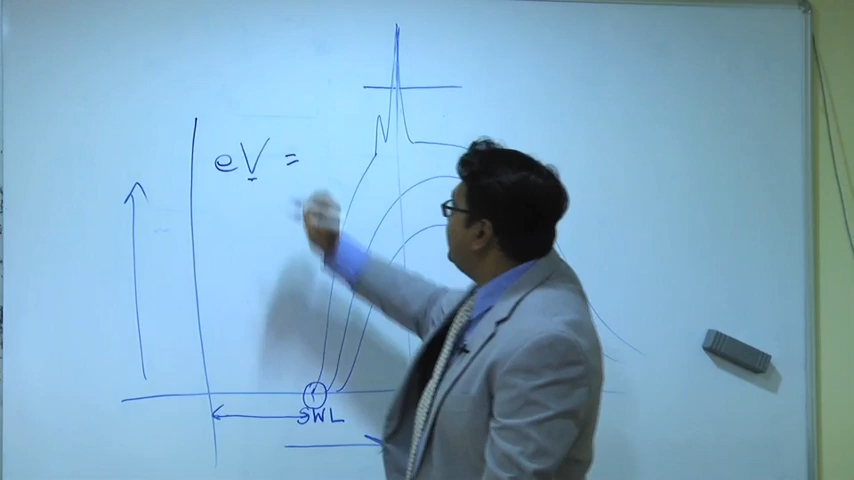 eV =
SWL